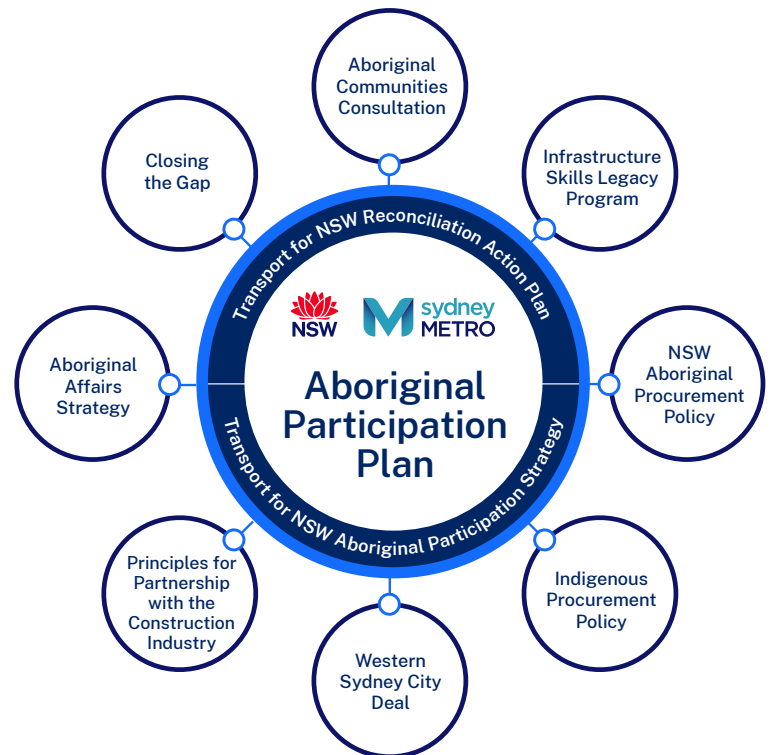 Aboriginal
Communities
Consultation
Infrastructure
Skills Legacy
Program
NSW
Aboriginal
Procurement
Policy
Indigenous
Procurement
Policy
Western
Sydney City
Deal
Principles for
Partnership
with the
Construction
Industry
Aboriginal
Affairs
Strategy
Closing
the Gap
Transport for NSW Reconciliation Action Plan
NSW
sydney
METRO
Aboriginal
Participation
Plan
Transport for NSW Aboriginal Participation Strategy